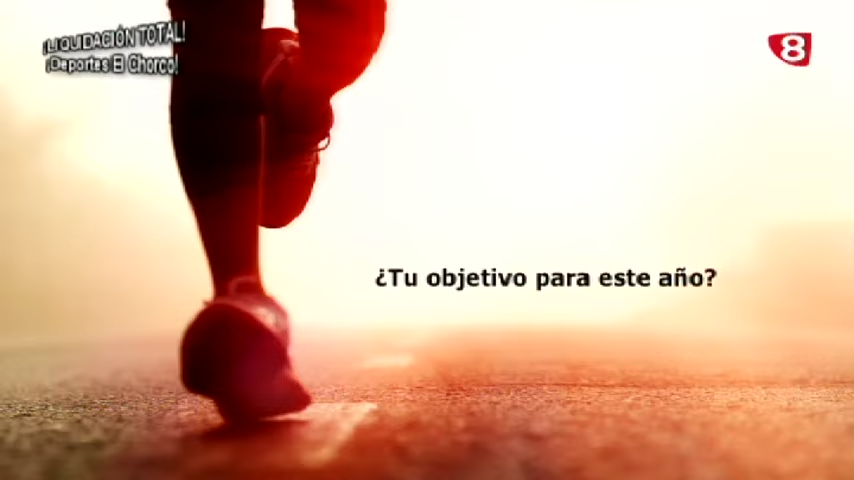 ¡LIQUIDACIÓN TOTAL!
¡Deportes El Chorco!
8
¿Tu objetivo para este año?